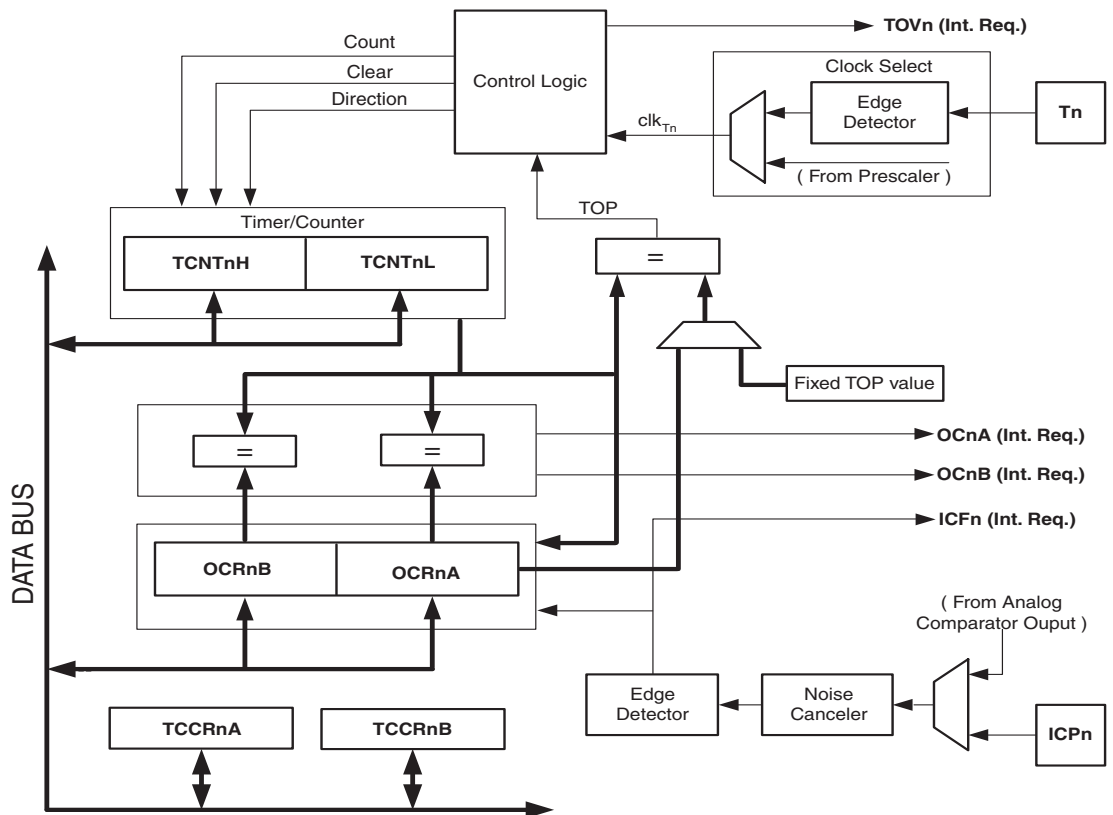 TOVn (Int. Req.)
Count
Clear
Direction
Control Logic
Clock Select
Edge
Detector
Tn
clkTn
( From Prescaler )
TOP
Timer/Counter
TCNTnH
TCNTnL
=
Fixed TOP value
=
=
OCnA (Int. Req.)
OCnB (Int. Req.)
ICFn (Int. Req.)
DATA BUS
OCRnB
OCRnA
( From Analog
Comparator Ouput )
Edge
Detector
Noise
Canceler
ICPn
TCCRnA
TCCRnB